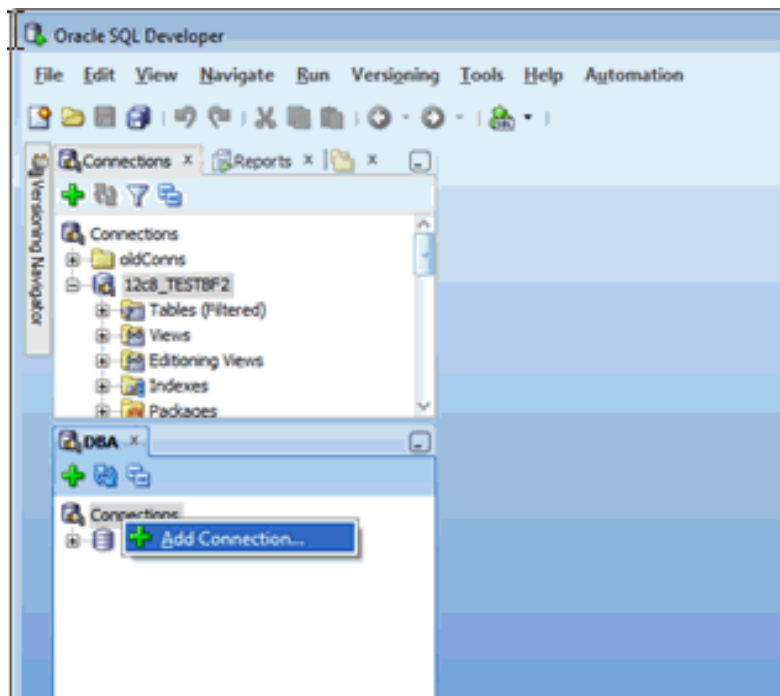 Oracle SQL Developer
File Edit View Navigate Run Versioning Tools Help Automation
Connections x Reports x x
Versioning Navigator
Connections
oldConns
12c8_TESTBF2
Tables (Filtered)
Views
Editioning Views
Indexes
Packages
DBA x
Connections
Add Connection...